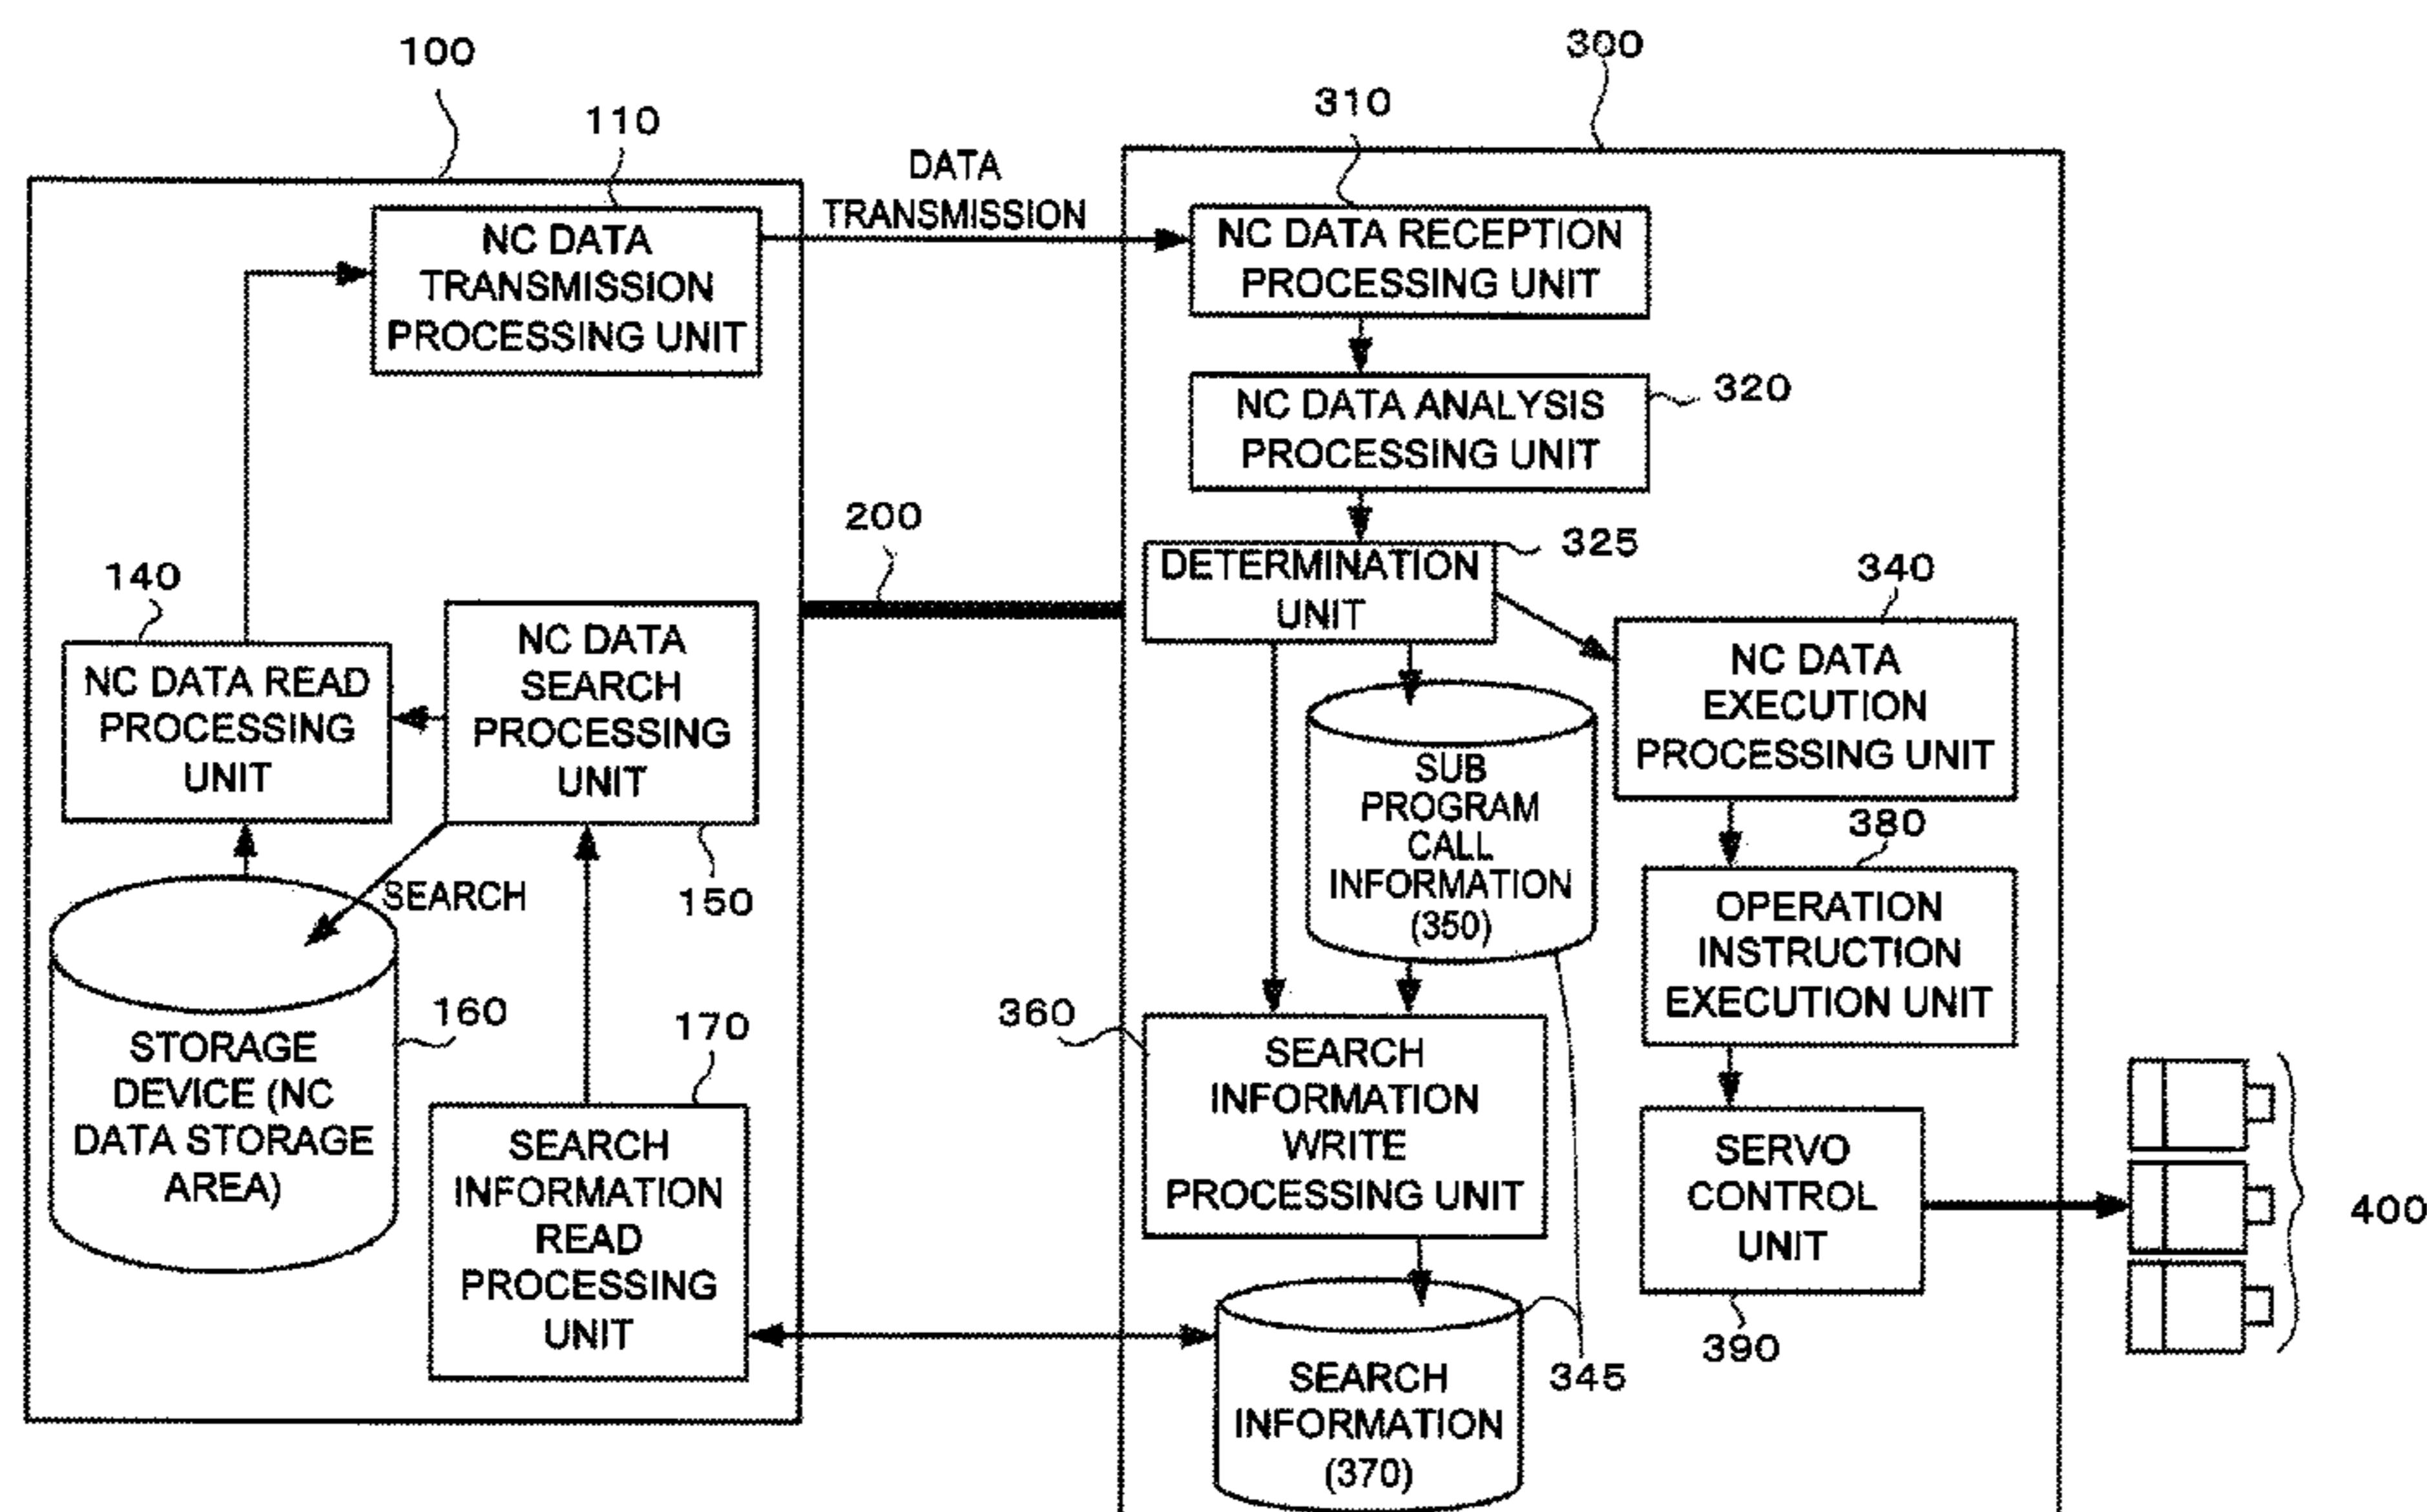 100
110
NC DATA
TRANSMISSION
PROCESSING UNIT
DATA
TRANSMISSION
140
NC DATA READ
PROCESSING
UNIT
NC DATA
SEARCH
PROCESSING
UNIT
150
SEARCH
STORAGE
DEVICE (NC
DATA STORAGE
AREA)
160
170
SEARCH
INFORMATION
READ
PROCESSING
UNIT
200
300
310
NC DATA RECEPTION
PROCESSING UNIT
NC DATA ANALYSIS
PROCESSING UNIT
320
DETERMINATION
UNIT
325
340
NC DATA
EXECUTION
PROCESSING UNIT
SUB
PROGRAM
CALL
INFORMATION
(350)
380
OPERATION
INSTRUCTION
EXECUTION UNIT
360
SEARCH
INFORMATION
WRITE
PROCESSING UNIT
SERVO
CONTROL
UNIT
390
400
345
SEARCH
INFORMATION
(370)